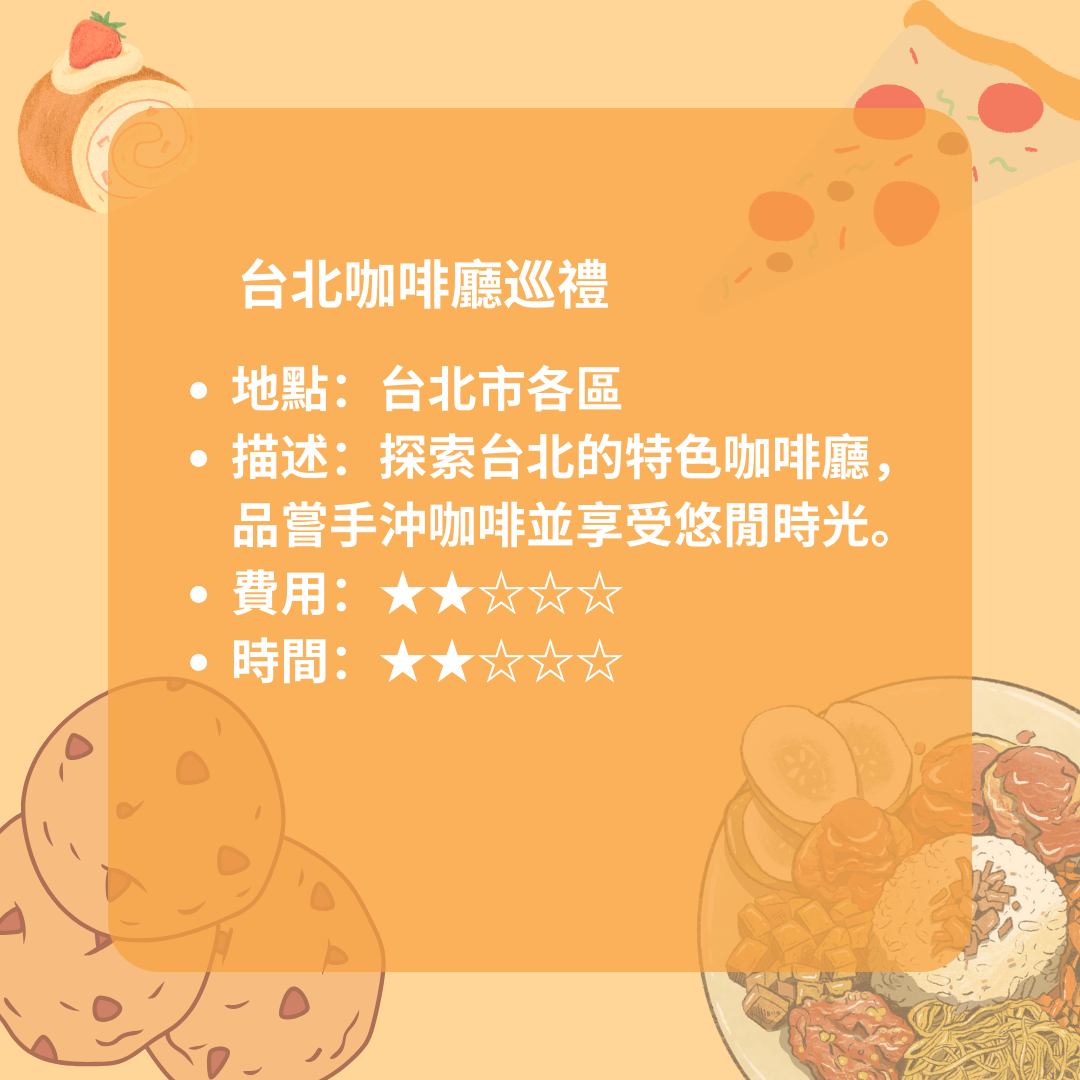 台北咖啡廳巡禮
• 地點：台北市各區
• 描述：探索台北的特色咖啡廳，
品嘗手沖咖啡並享受悠閒時光。
• 費用：★★☆☆☆
• 時間：★★☆☆☆